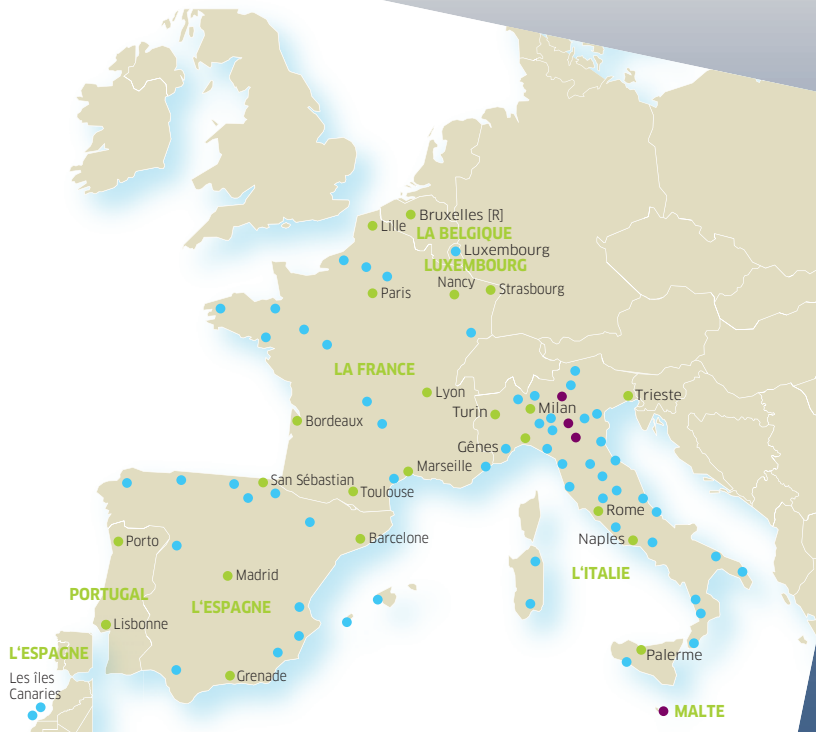 Bruxelles [R]
Lille
LA BELGIQUE
Luxembourg
LUXEMBOURG
Nancy
Strasbourg
Paris
LA FRANCE
Lyon
Trieste
Milan
Turin
Bordeaux
Gênes
Marseille
San Sébastian
Toulouse
Rome
Barcelone
Naples
Porto
Madrid
L'ITALIE
PORTUGAL
L'ESPAGNE
Lisbonne
L'ESPAGNE
Palerme
Les îles
Canaries
Grenade
MALTE